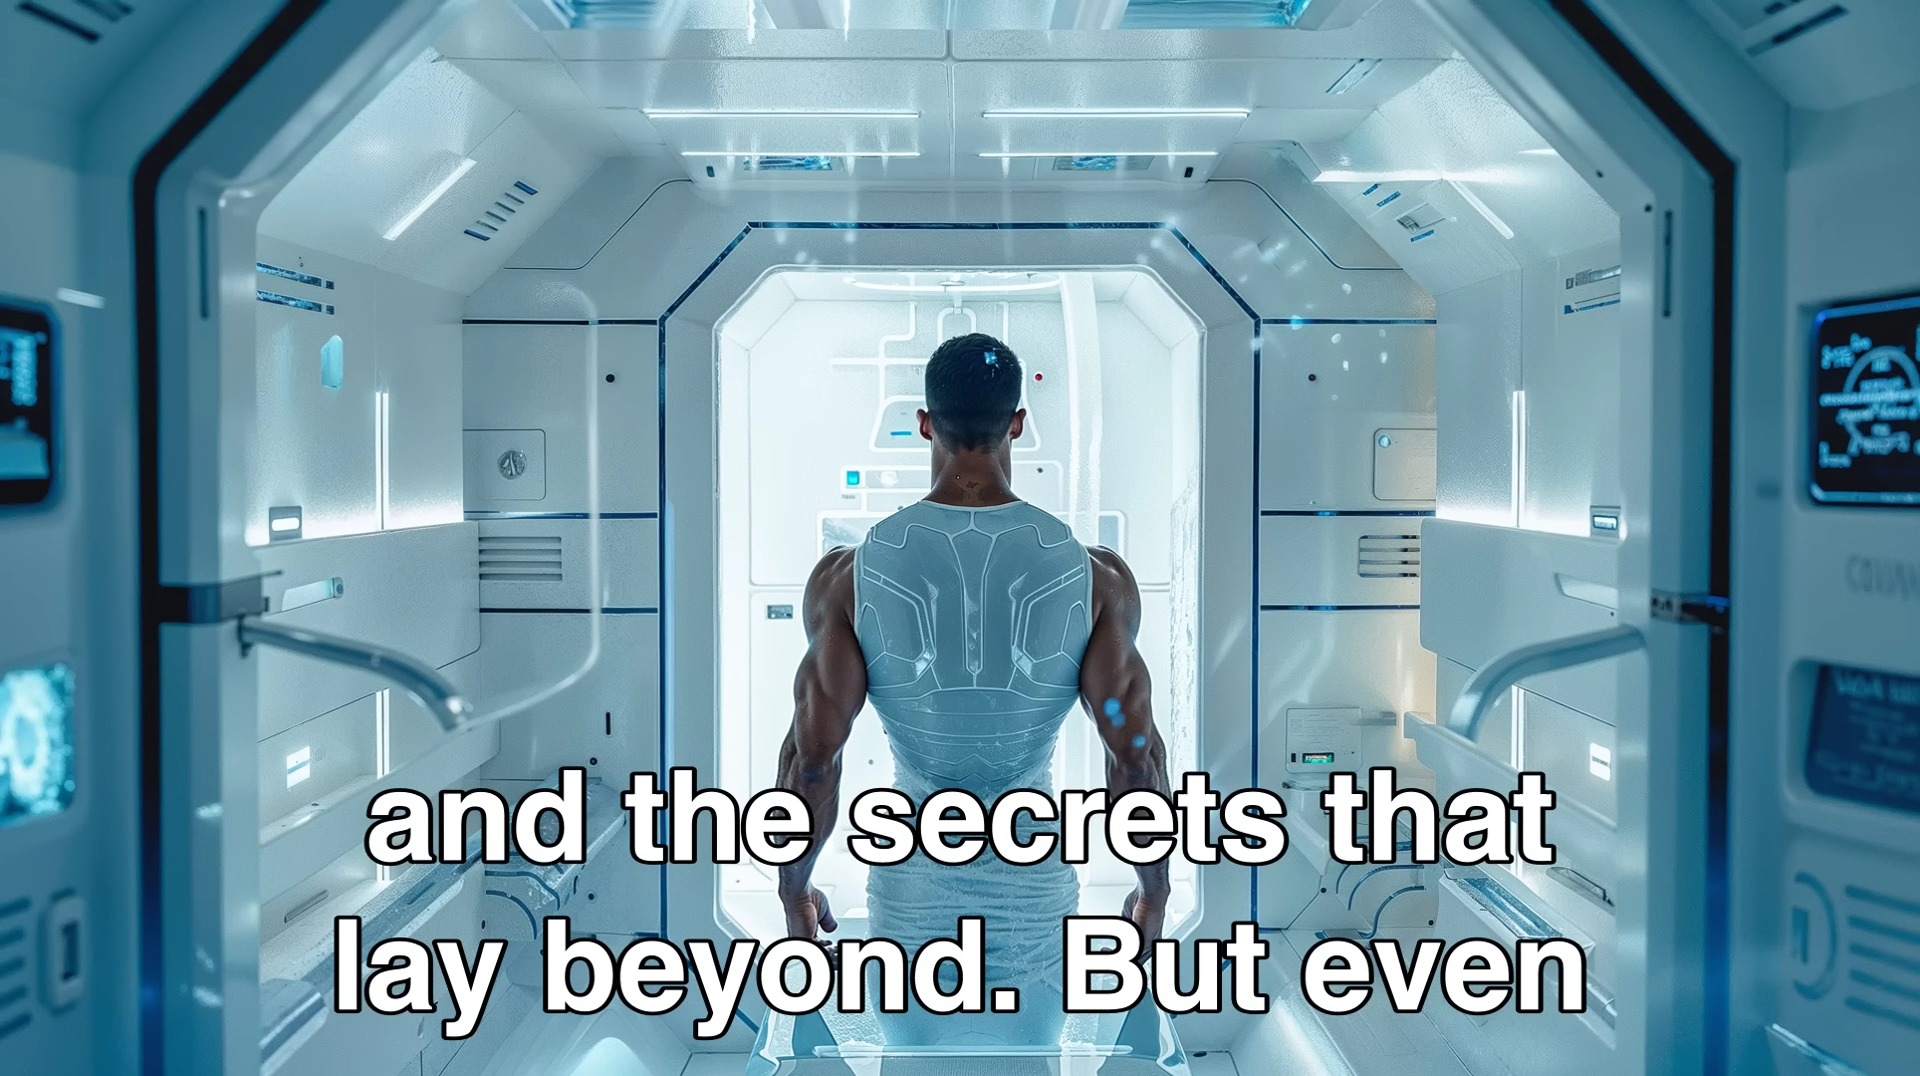 and the secrets that
lay beyond. But even